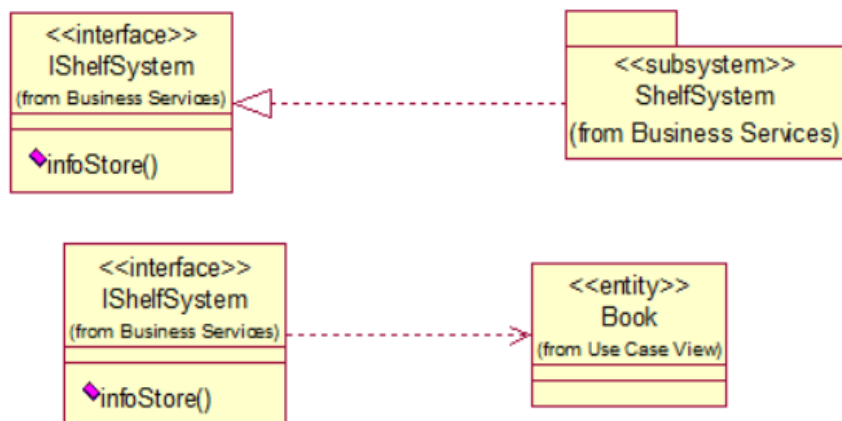 <<interface>>
IShelfSystem
(from Business Services)
infoStore()
<<subsystem>>
ShelfSystem
(from Business Services)
<<interface>>
IShelfSystem
(from Business Services)
infoStore()
<<entity>>
Book
(from Use Case View)